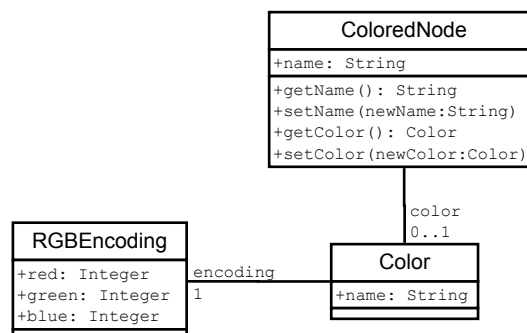 ColoredNode
+name: String
+getName(): String
+setName(newName:String)
+getColor(): Color
+setColor(newColor:Color)
color
0..1
RGBEncoding
+red: Integer
+green: Integer
+blue: Integer
encoding
1
Color
+name: String